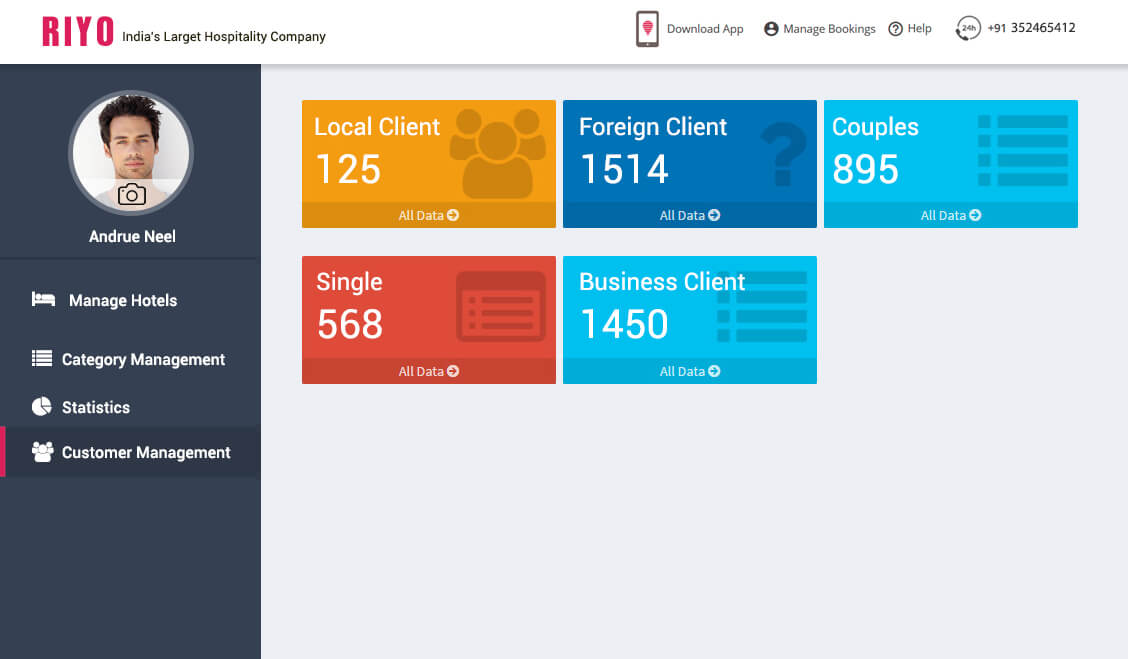 RIYO India's Larget Hospitality Company
Download App
Manage Bookings
Help
24h
+91 352465412
Andrue Neel
Manage Hotels
Category Management
Statistics
Customer Management
Local Client
125
All Data
Foreign Client
1514
All Data
Couples
895
All Data
Single
568
All Data
Business Client
1450
All Data